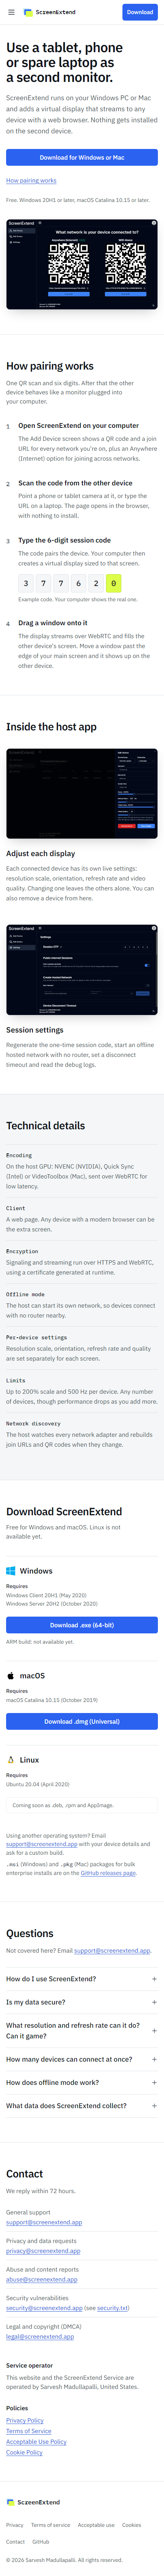 ScreenExtend
Download
Use a tablet, phone
or spare laptop as
a second monitor.
ScreenExtend runs on your Windows PC or Mac
and adds a virtual display that streams to any
device with a web browser. Nothing gets installed
on the second device.
Download for Windows or Mac
How pairing works
Free. Windows 20H1 or later, macOS 10.15 or later.
ScreenExtend
What network is your device connected to?
How pairing works
One QR scan and six digits. After that the other
device behaves like a monitor plugged into
your computer.
1
Open ScreenExtend on your computer
The Add Device screen shows a QR code and a join
URL for every network you're on, plus an Anywhere
(Internet) option for joining across networks.
2
Scan the code from the other device
Point a phone or tablet camera at it, or type the
URL on a laptop. The page opens in the browser,
with nothing to install.
3
Type the 6-digit session code
The code pairs the device. Your computer then
creates a virtual display sized to that screen.
3 7 7 6 2 0
Example code. Your computer shows the real one.
4
Drag a window onto it
The display streams over WebRTC and fills the
other device's screen. Move a window past the
edge of your main screen and it shows up on the
other device.
Inside the host app
Adjust each display
Each connected device has its own live settings:
resolution scale, orientation, refresh rate and video
quality. Changing one leaves the others alone. You can
also remove a device from here.
ScreenExtend
Settings
Session settings
Regenerate the one-time session code, start an offline
hosted network with no router, set a disconnect
timeout and read the debug logs.
Technical details
Encoding
On the host GPU: NVENC (NVIDIA), Quick Sync
(Intel) or VideoToolbox (Mac), sent over WebRTC for
low latency.
Client
A web page. Any device with a modern browser can be
the extra screen.
Encryption
Signaling and streaming run over HTTPS and WebRTC,
using a certificate generated at runtime.
Offline mode
The host can start its own network, so devices connect
with no router nearby.
Per-device settings
Resolution scale, orientation, refresh rate and quality
are set separately for each screen.
Limits
Up to 200% scale and 500 Hz per device. Any number
of devices, though performance drops as you add more.
Network discovery
The host watches every network adapter and rebuilds
join URLs and QR codes when they change.
Download ScreenExtend
Free for Windows and macOS. Linux is not
available yet.
Windows
Requires
Windows Client 20H1 (May 2020)
Windows Server 20H2 (October 2020)
Download .exe (64-bit)
ARM build: not available yet.
macOS
Requires
macOS Catalina 10.15 (October 2019)
Download .dmg (Universal)
Linux
Requires
Ubuntu 20.04 (April 2020)
Coming soon as .deb, .rpm and AppImage.
Using another operating system? Email
support@screenextend.app with your device details and
ask for a custom build.
.msi (Windows) and .pkg (Mac) packages for bulk
enterprise installs are on the GitHub releases page.
Questions
Not covered here? Email support@screenextend.app.
How do I use ScreenExtend?
Is my data secure?
What resolution and refresh rate can it do?
Can it game?
How many devices can connect at once?
How does offline mode work?
What data does ScreenExtend collect?
Contact
We reply within 72 hours.
General support
support@screenextend.app
Privacy and data requests
privacy@screenextend.app
Abuse and content reports
abuse@screenextend.app
Security vulnerabilities
security@screenextend.app (see security.txt)
Legal and copyright (DMCA)
legal@screenextend.app
Service operator
This website and the ScreenExtend Service are
operated by Sarvesh Madullapalli, United States.
Policies
Privacy Policy
Terms of Service
Acceptable Use Policy
Cookie Policy
ScreenExtend
Privacy Terms of service Acceptable use Cookies
Contact GitHub
© 2026 Sarvesh Madullapalli. All rights reserved.